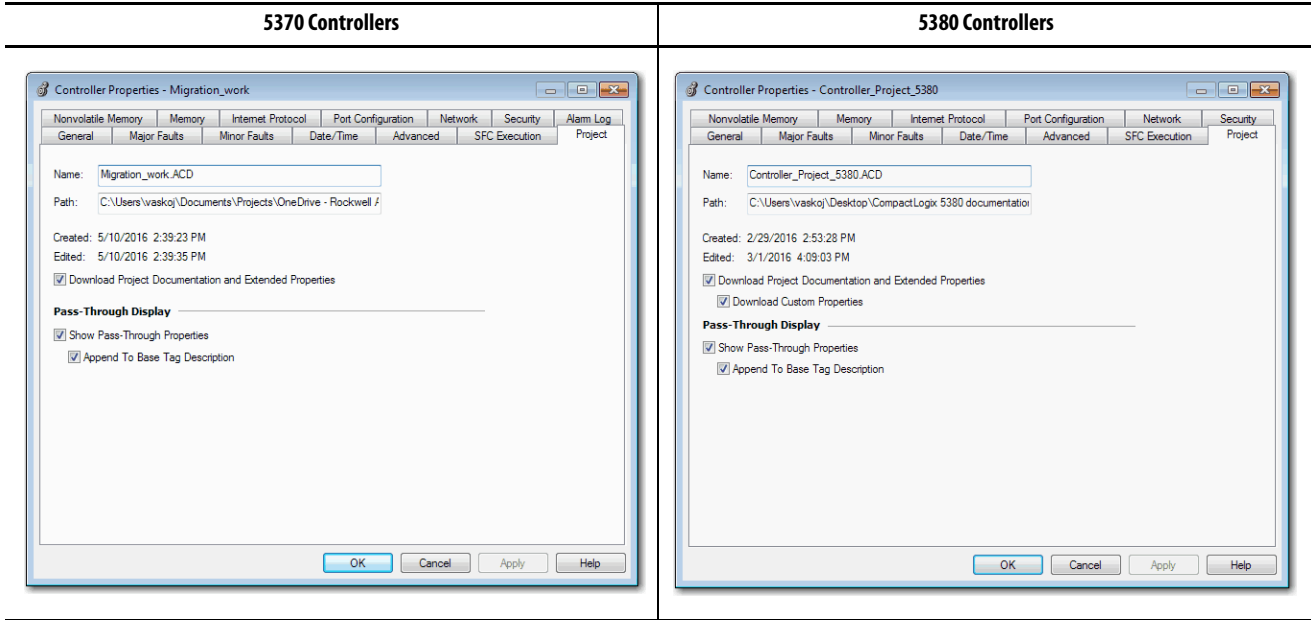 5370 Controllers
5380 Controllers
Controller Properties - Migration_work
Nonvolatile Memory Memory Internet Protocol Port Configuration Network Security Alarm Log
General Major Faults Minor Faults Date/Time Advanced SFC Execution Project
Name: Migration_work.ACD
Path: C:\Users\vaskoj\Documents\Projects\OneDrive - Rockwell A
Created: 5/10/2016 2:39:23 PM
Edited: 5/10/2016 2:39:35 PM
Download Project Documentation and Extended Properties
Pass-Through Display
Show Pass-Through Properties
Append To Base Tag Description
OK Cancel Apply Help
Controller Properties - Controller_Project_5380
Nonvolatile Memory Memory Internet Protocol Port Configuration Network Security
General Major Faults Minor Faults Date/Time Advanced SFC Execution Project
Name: Controller_Project_5380.ACD
Path: C:\Users\vaskoj\Desktop\CompactLogix 5380 documentation
Created: 2/29/2016 2:53:28 PM
Edited: 3/1/2016 4:09:03 PM
Download Project Documentation and Extended Properties
Download Custom Properties
Pass-Through Display
Show Pass-Through Properties
Append To Base Tag Description
OK Cancel Apply Help